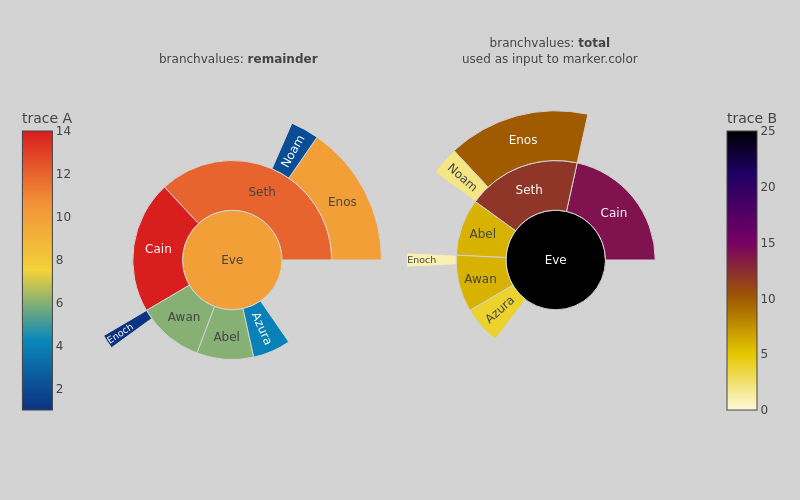 branchvalues: remainder
branchvalues: total
used as input to marker.color
trace A
14
12
10
8
6
4
2
Noam
Seth
Enos
Cain
Eve
Awan
Abel
Azura
Enoch
Enos
Noam
Seth
Cain
Abel
Enoch
Eve
Awan
Azura
trace B
25
20
15
10
5
0